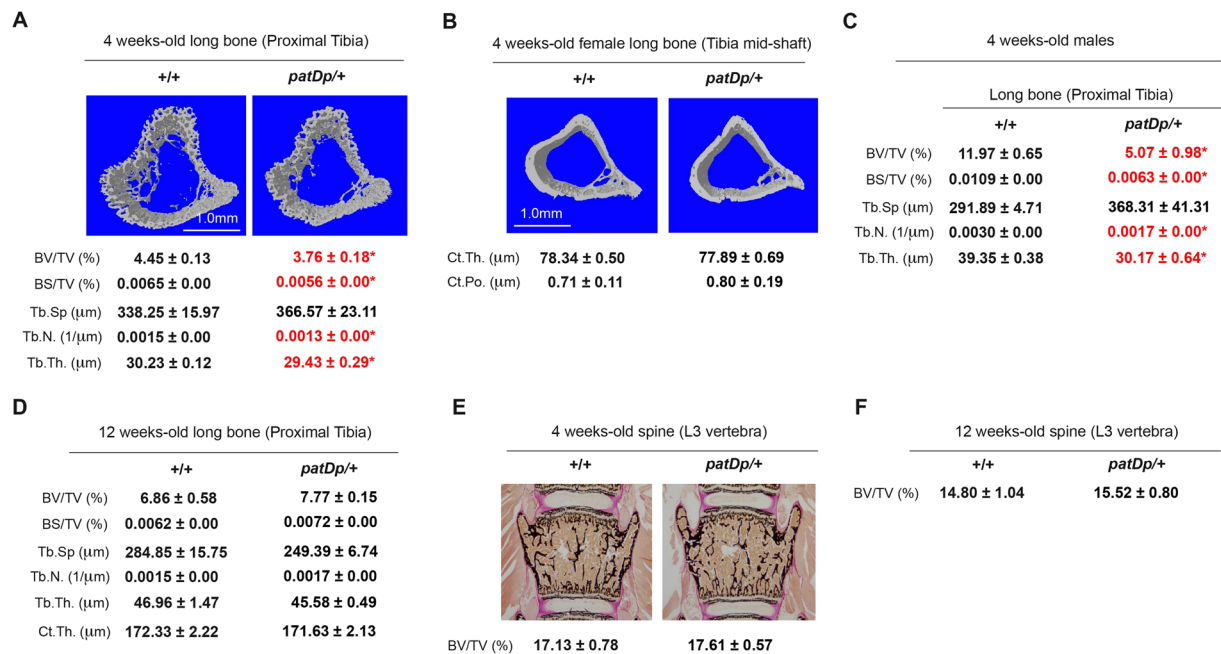 A
4 weeks-old long bone (Proximal Tibia)
+/+ patDp/+
1.0mm
BV/TV (%) 4.45 ± 0.13 3.76 ± 0.18*
BS/TV (%) 0.0065 ± 0.00 0.0056 ± 0.00*
Tb.Sp (μm) 338.25 ± 15.97 366.57 ± 23.11
Tb.N. (1/μm) 0.0015 ± 0.00 0.0013 ± 0.00*
Tb.Th. (μm) 30.23 ± 0.12 29.43 ± 0.29*
B
4 weeks-old female long bone (Tibia mid-shaft)
+/+ patDp/+
1.0mm
Ct.Th. (μm) 78.34 ± 0.50 77.89 ± 0.69
Ct.Po. (μm) 0.71 ± 0.11 0.80 ± 0.19
C
4 weeks-old males
Long bone (Proximal Tibia)
+/+ patDp/+
BV/TV (%) 11.97 ± 0.65 5.07 ± 0.98*
BS/TV (%) 0.0109 ± 0.00 0.0063 ± 0.00*
Tb.Sp (μm) 291.89 ± 4.71 368.31 ± 41.31
Tb.N. (1/μm) 0.0030 ± 0.00 0.0017 ± 0.00*
Tb.Th. (μm) 39.35 ± 0.38 30.17 ± 0.64*
D
12 weeks-old long bone (Proximal Tibia)
+/+ patDp/+
BV/TV (%) 6.86 ± 0.58 7.77 ± 0.15
BS/TV (%) 0.0062 ± 0.00 0.0072 ± 0.00
Tb.Sp (μm) 284.85 ± 15.75 249.39 ± 6.74
Tb.N. (1/μm) 0.0015 ± 0.00 0.0017 ± 0.00
Tb.Th. (μm) 46.96 ± 1.47 45.58 ± 0.49
Ct.Th. (μm) 172.33 ± 2.22 171.63 ± 2.13
E
4 weeks-old spine (L3 vertebra)
+/+ patDp/+
BV/TV (%) 17.13 ± 0.78 17.61 ± 0.57
F
12 weeks-old spine (L3 vertebra)
+/+ patDp/+
BV/TV (%) 14.80 ± 1.04 15.52 ± 0.80